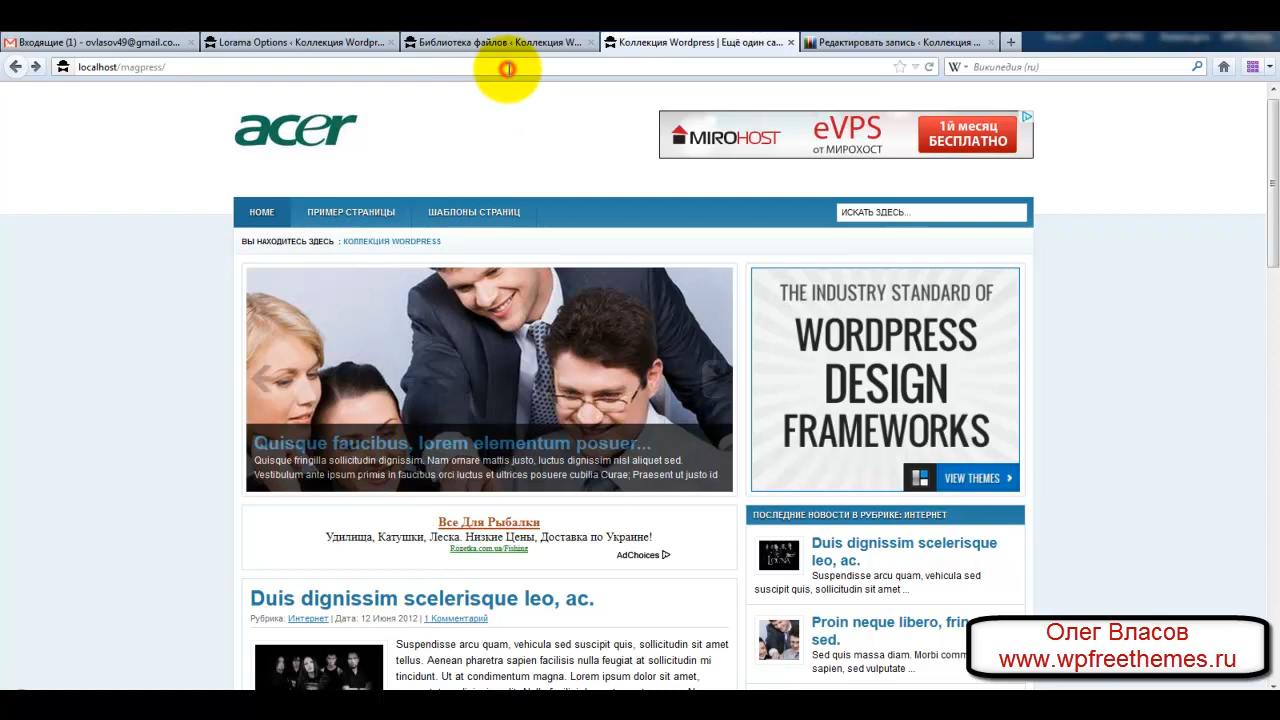 Входящие (1) - ovlasov49@gmail.co...
Lorama Options ‹ Коллекция Wordpr...
Библиотека файлов ‹ Коллекция W...
Коллекция Wordpress | Ещё один са...
Редактировать запись ‹ Коллекция ...
localhost/magpress/
W
Википедия (ru)
acer
MIROHOST
eVPS
от МИРОХОСТ
1й месяц
БЕСПЛАТНО
HOME
ПРИМЕР СТРАНИЦЫ
ШАБЛОНЫ СТРАНИЦ
ИСКАТЬ ЗДЕСЬ...
ВЫ НАХОДИТЕСЬ ЗДЕСЬ : КОЛЛЕКЦИЯ WORDPRESS
Quisque faucibus, lorem elementum posuer...
Quisque fringilla sollicitudin dignissim. Nam ornare mattis justo, luctus dignissim nisl aliquet sed.
Vestibulum ante ipsum primis in faucibus orci luctus et ultrices posuere cubilia Curae; Praesent ut justo id
THE INDUSTRY STANDARD OF
WORDPRESS
DESIGN
FRAMEWORKS
VIEW THEMES
Все Для Рыбалки
Удилища, Катушки, Леска. Низкие Цены, Доставка по Украине!
Rozetka.com.ua/Fishing
AdChoices
Duis dignissim scelerisque leo, ac.
Рубрика: Интернет | Дата: 12 Июня 2012 | 1 Комментарий
Suspendisse arcu quam, vehicula sed suscipit quis, sollicitudin sit amet
tellus. Aenean pharetra sapien facilisis nulla feugiat at sollicitudin mi
tincidunt. Ut at condimentum magna. Lorem ipsum dolor sit amet,
ПОСЛЕДНИЕ НОВОСТИ В РУБРИКЕ: ИНТЕРНЕТ
Duis dignissim scelerisque
leo, ac.
Suspendisse arcu quam, vehicula sed
suscipit quis, sollicitudin sit amet ...
Proin neque libero, frin
sed.
Sed quis massa diam. Morbi comm
sapien, sed vulputate ...
Олег Власов
www.wpfreethemes.ru